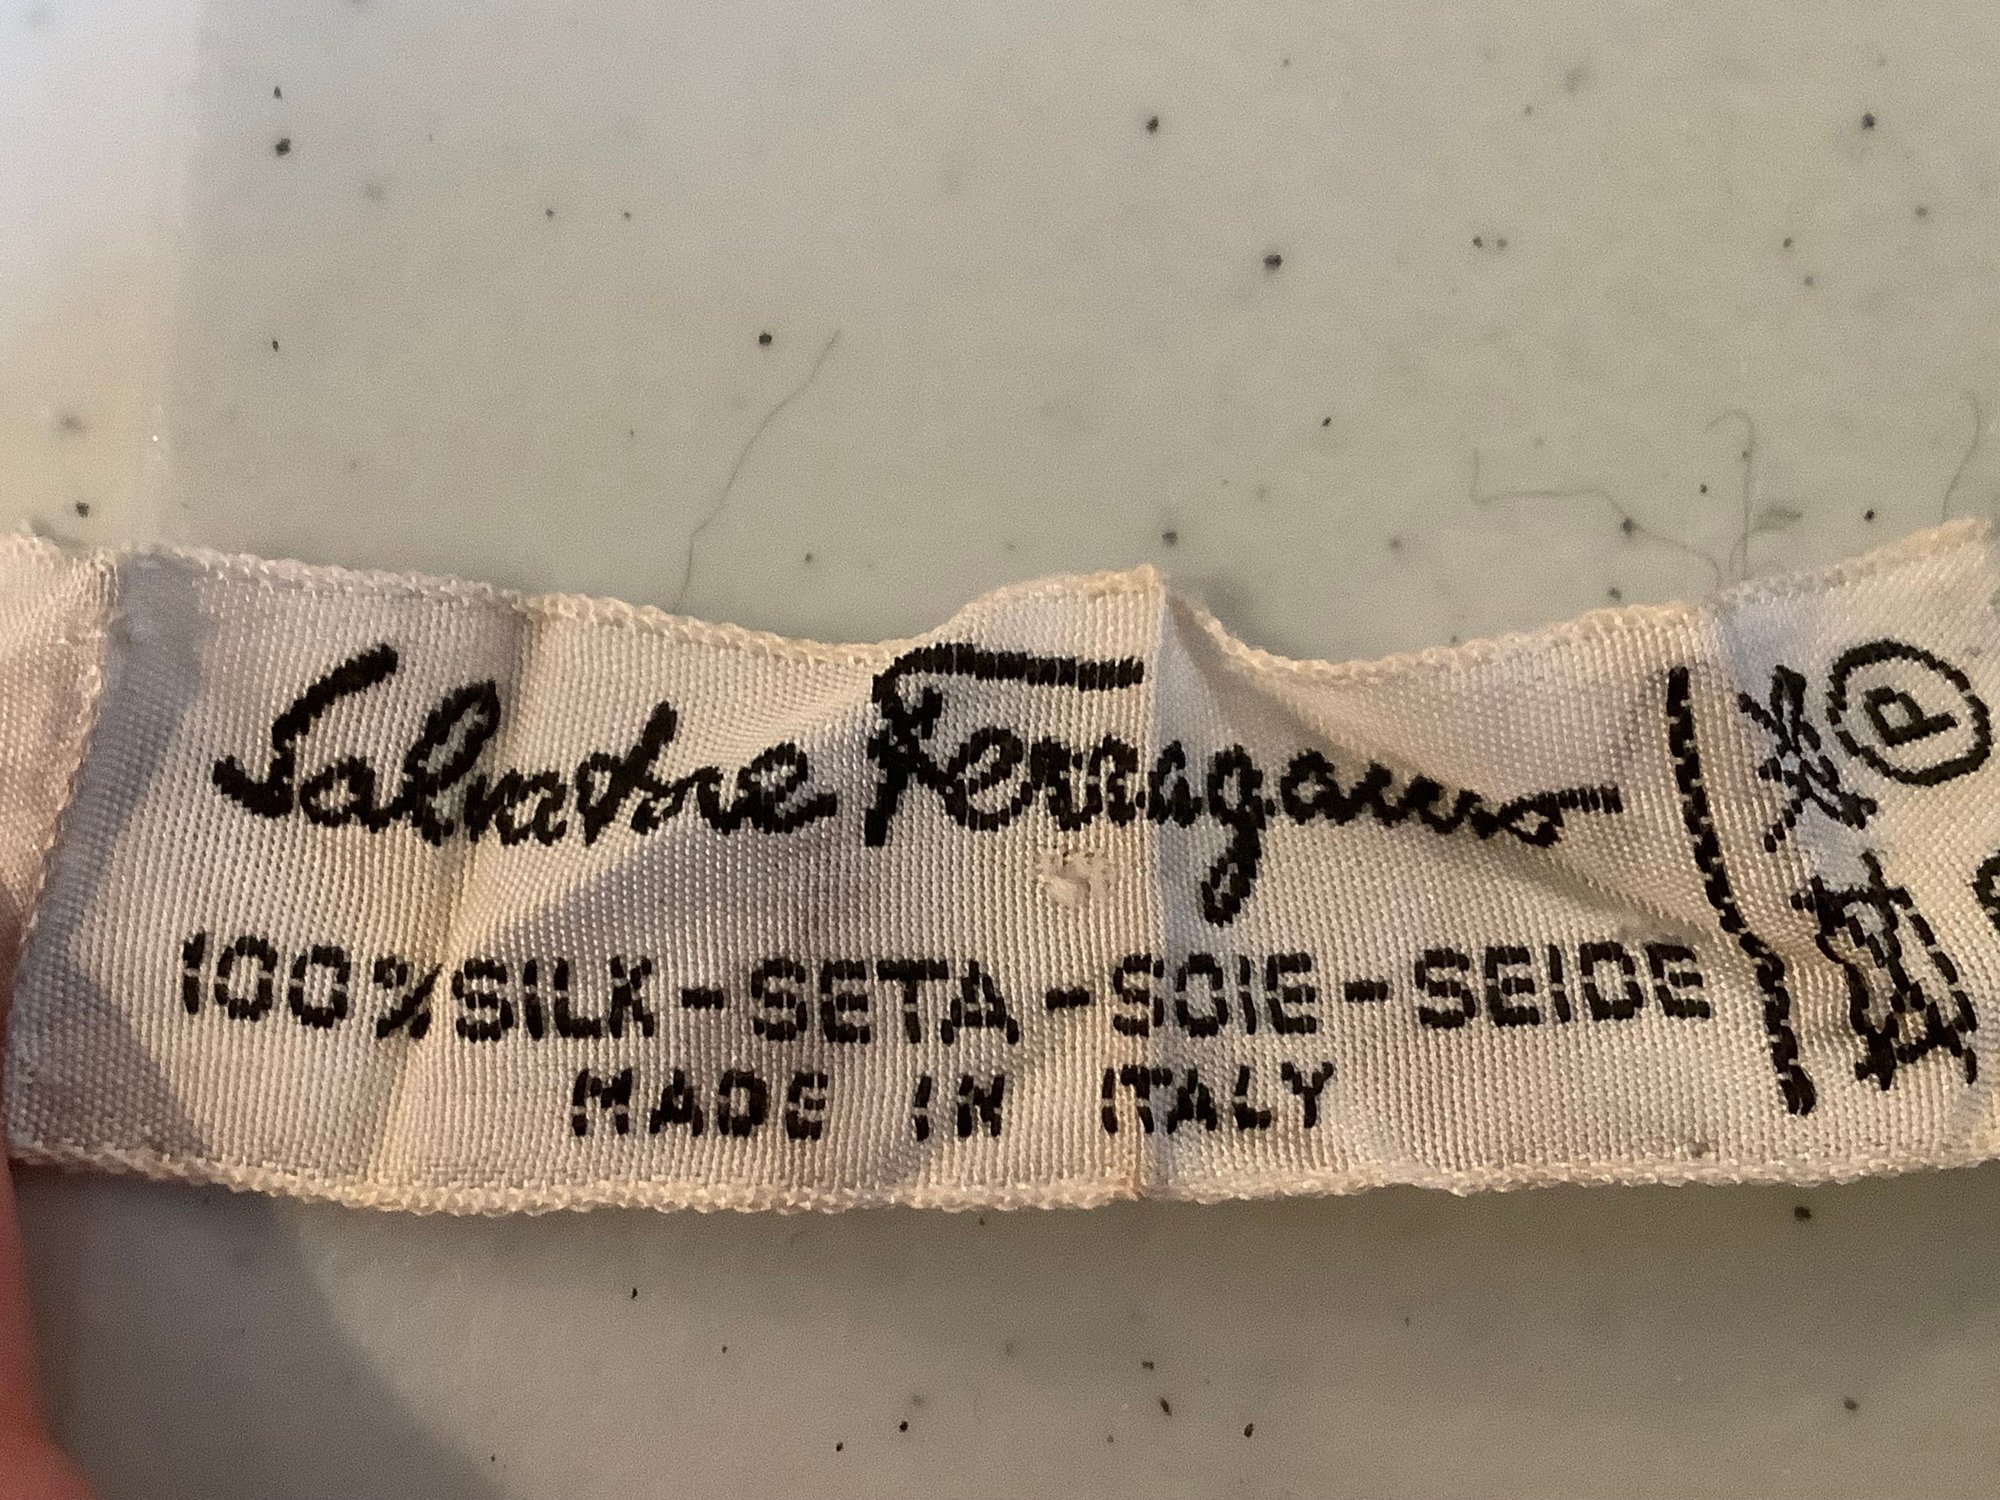 Salvatore Ferragamo
100% SILK-SETA-SOIE-SEIDE
MADE IN ITALY
P